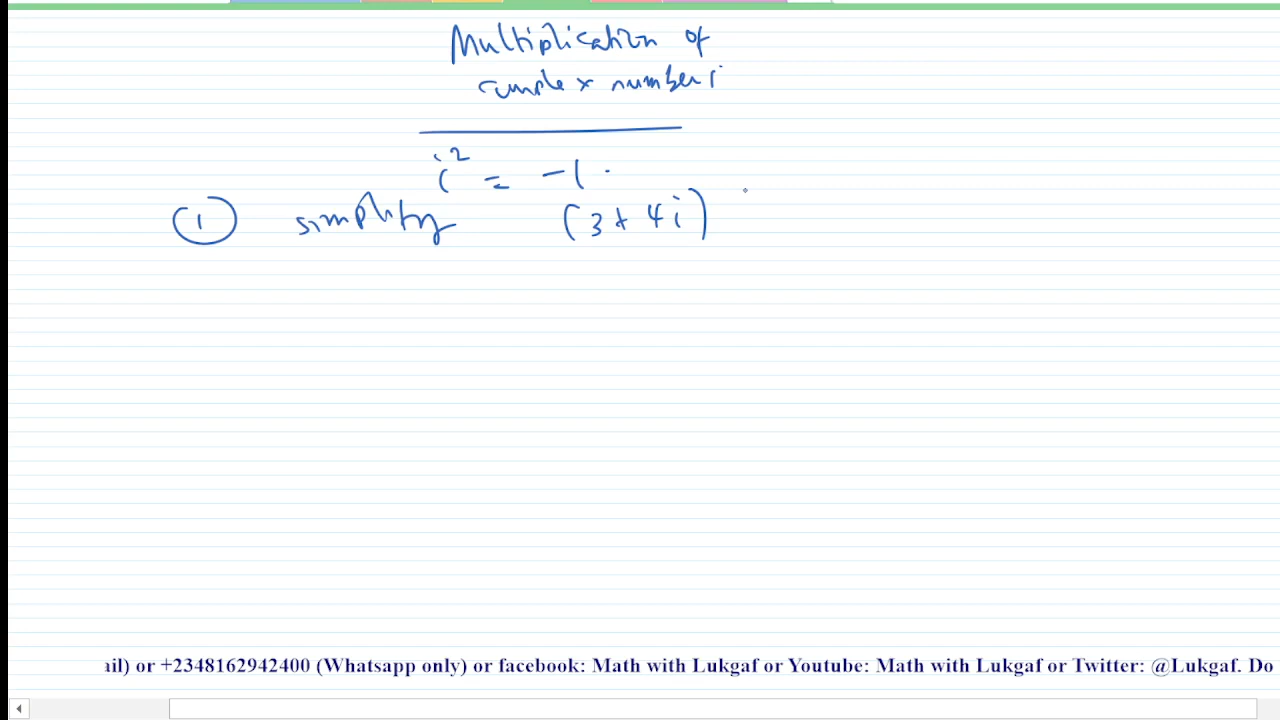 Multiplication of
complex numbers
i² = -1.
① simplify (3+4i)
ail) or +2348162942400 (Whatsapp only) or facebook: Math with Lukgaf or Youtube: Math with Lukgaf or Twitter: @Lukgaf. Do